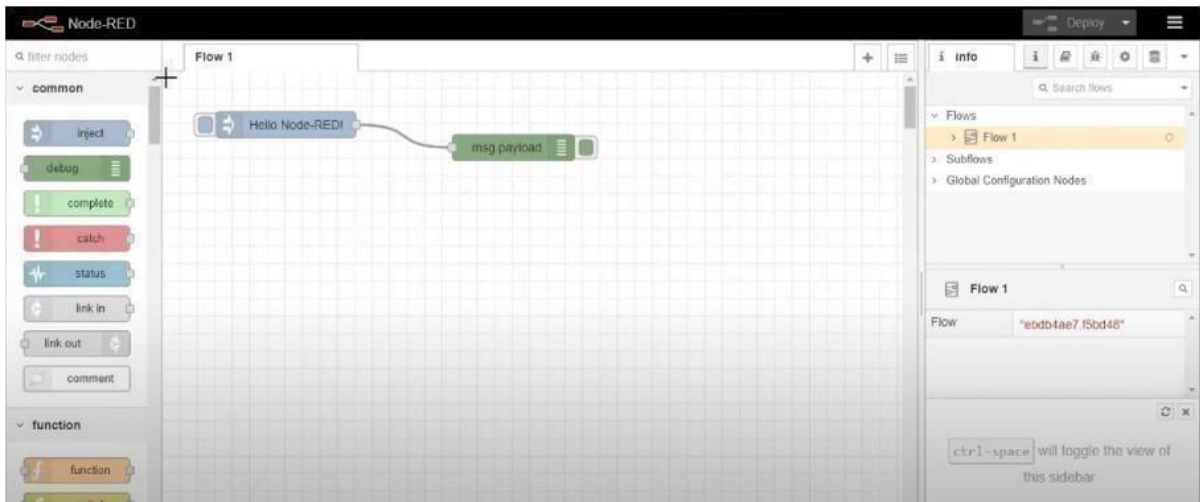 Node-RED
Deploy
filter nodes
Flow 1
i info
Search flows
common
inject
debug
complete
catch
status
link in
link out
comment
function
function
Hello Node-RED!
msg.payload
Flows
Flow 1
Subflows
Global Configuration Nodes
Flow 1
Flow
"ebdb4ae7.f5bd48"
ctrl-space will toggle the view of
this sidebar